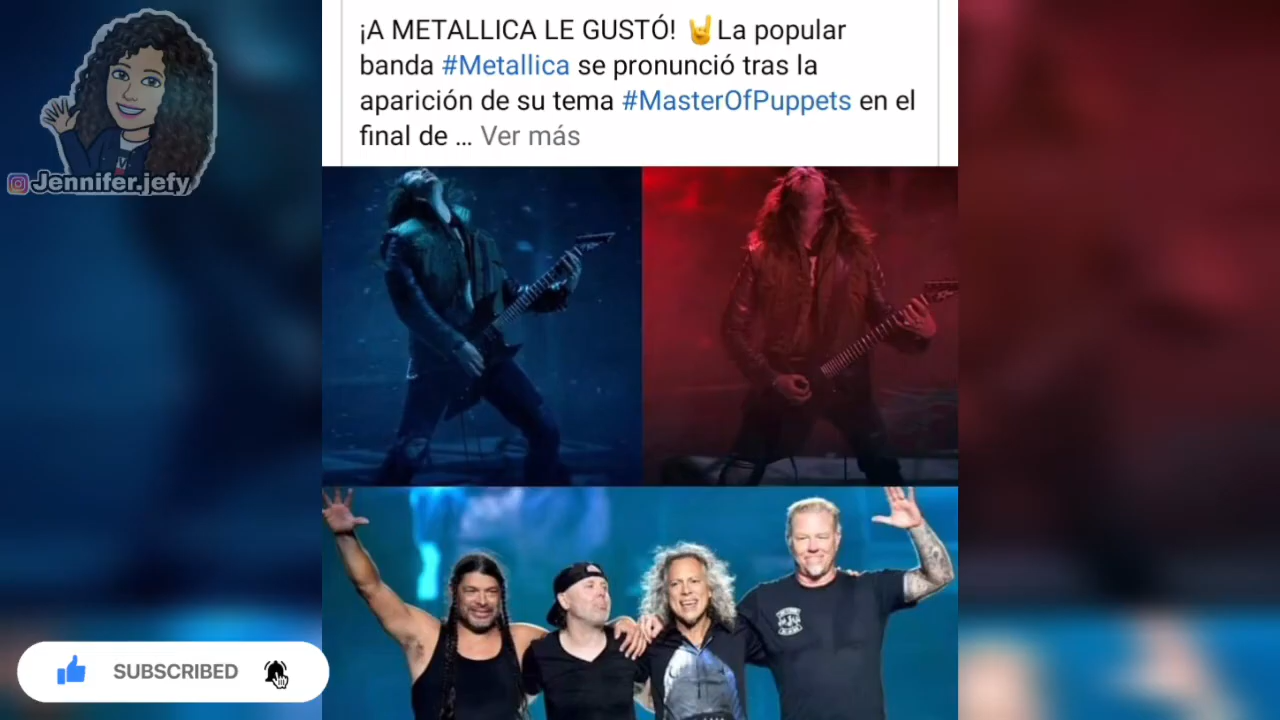 ¡A METALLICA LE GUSTÓ! 🤘La popular
banda #Metallica se pronunció tras la
aparición de su tema #MasterOfPuppets en el
final de ... Ver más
Jennifer.jefy
SUBSCRIBED